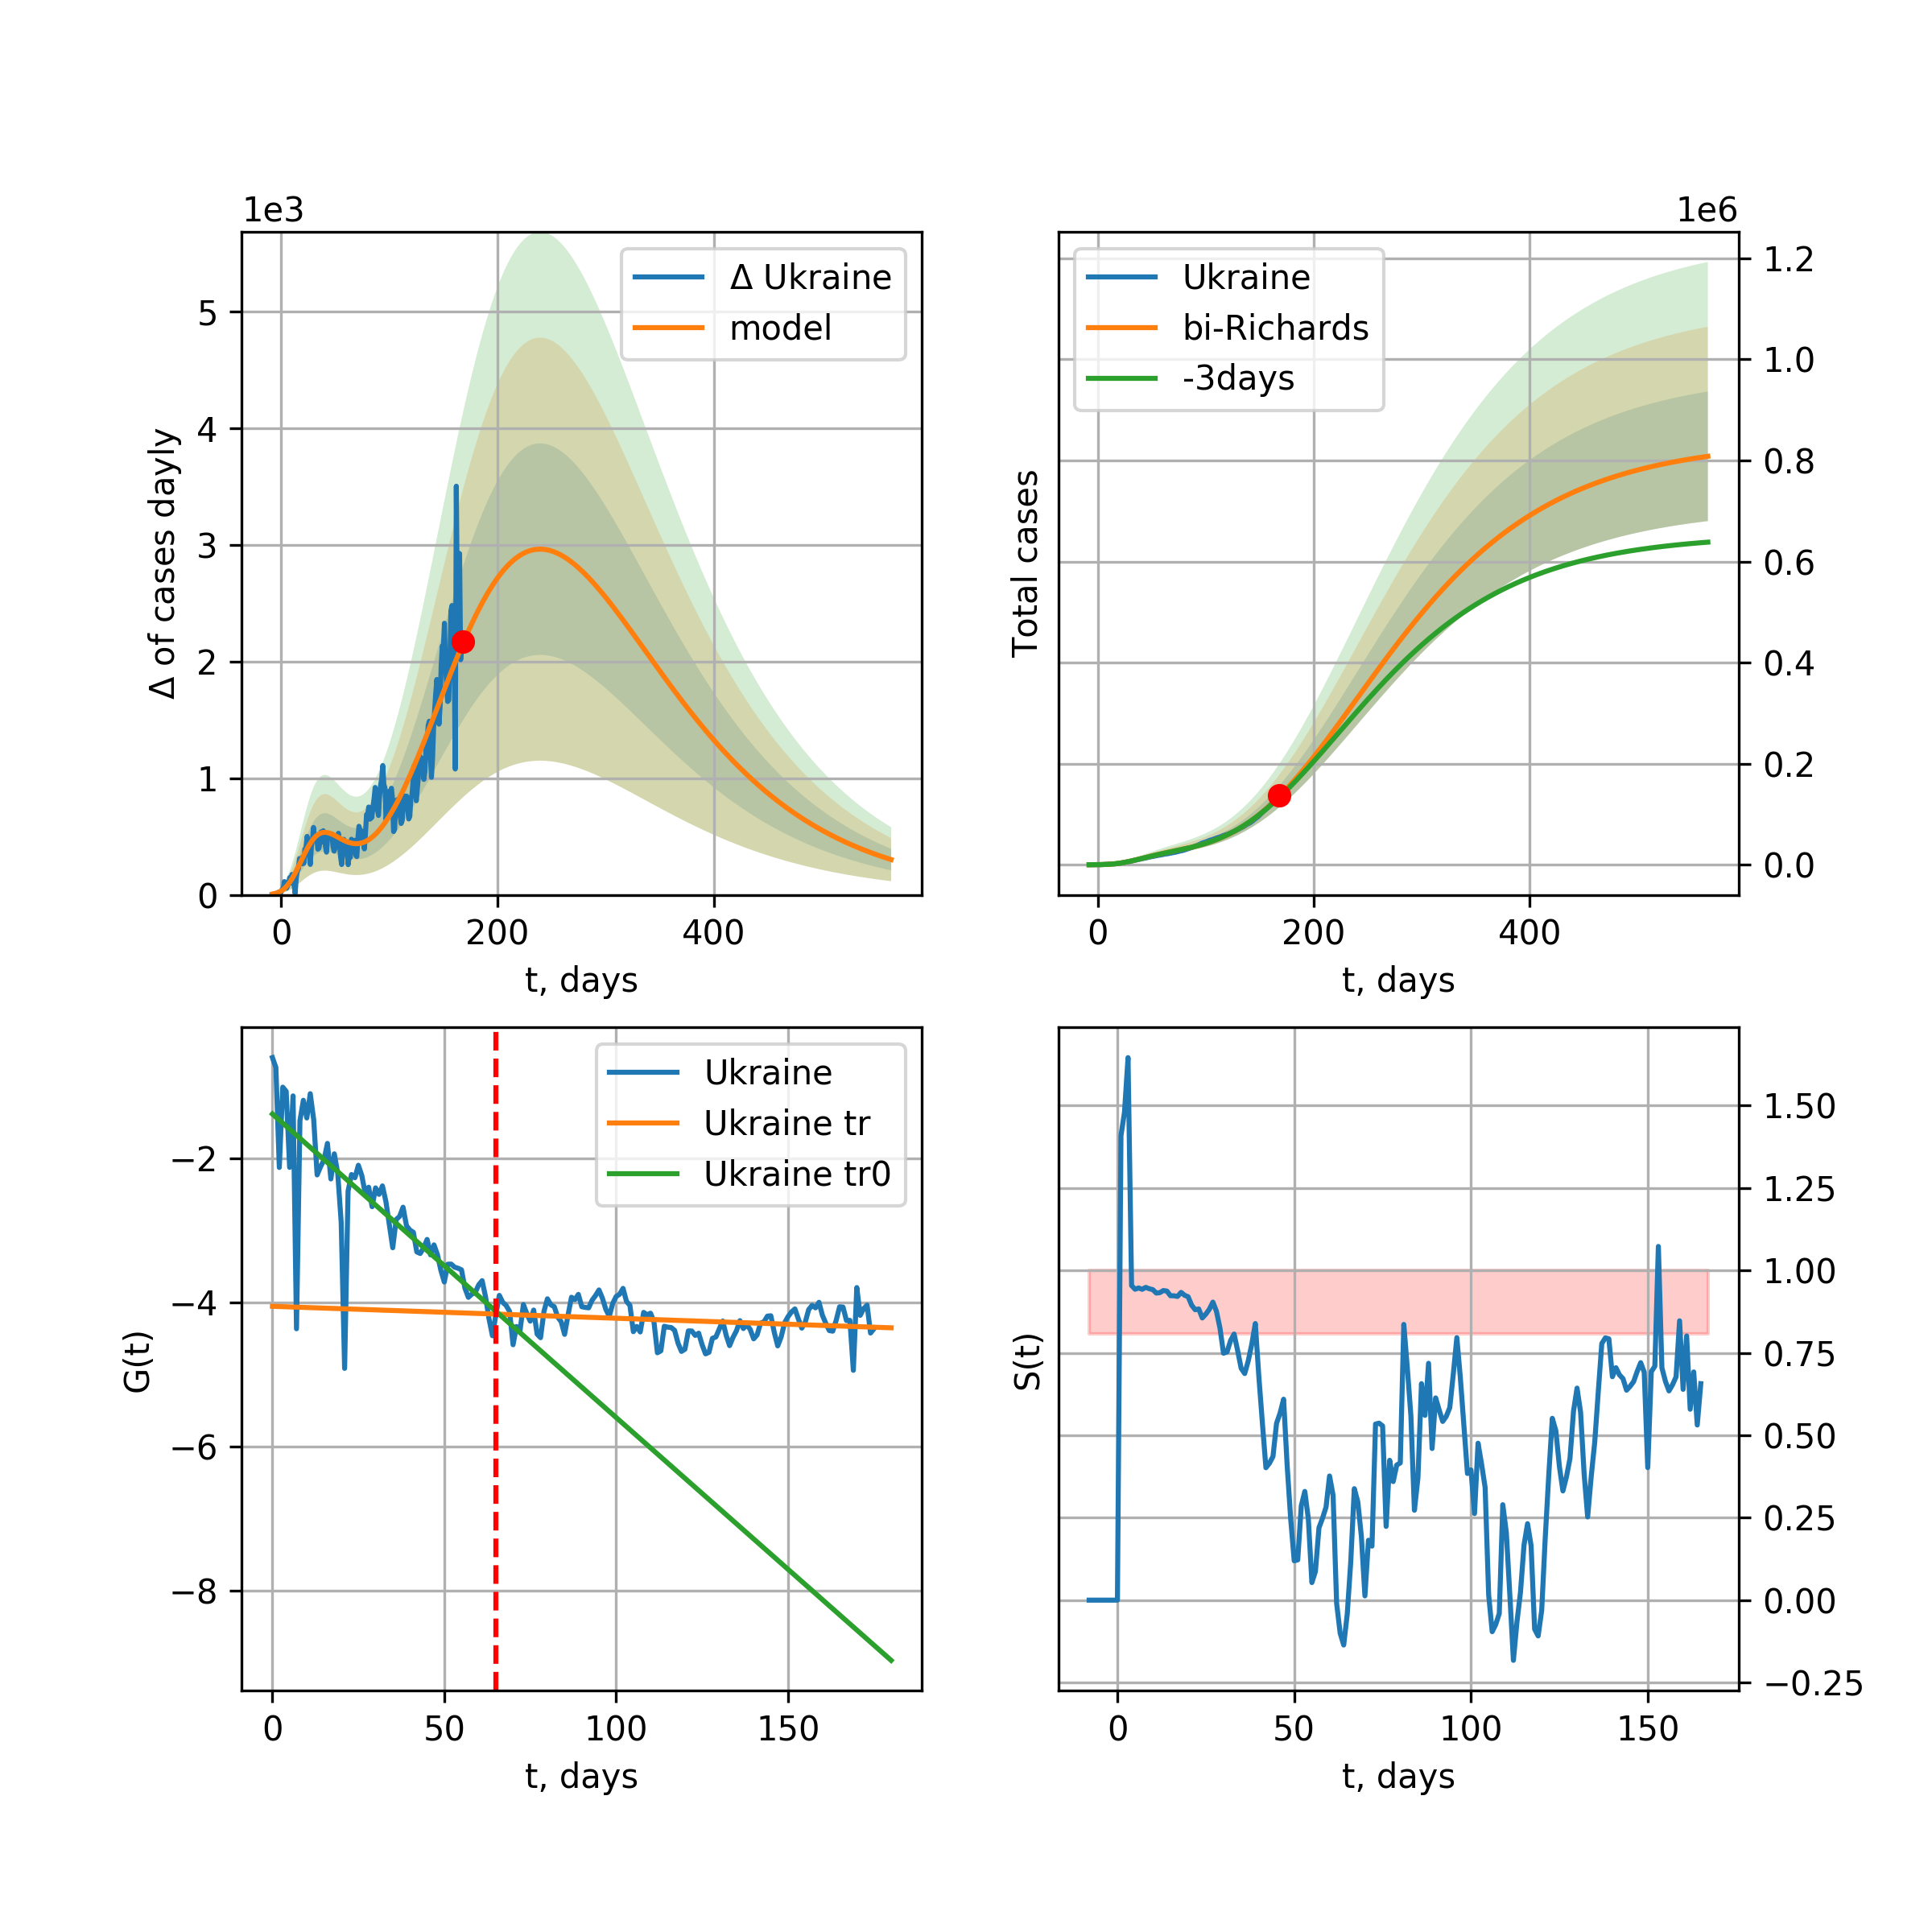 1e3
Δ of cases dayly
5
4
3
2
1
0
0 200 400
t, days
Δ Ukraine
model
1e6
Total cases
1.2
1.0
0.8
0.6
0.4
0.2
0.0
0 200 400
t, days
Ukraine
bi-Richards
-3days
G(t)
−2
−4
−6
−8
0 50 100 150
t, days
Ukraine
Ukraine tr
Ukraine tr0
S(t)
1.50
1.25
1.00
0.75
0.50
0.25
0.00
−0.25
0 50 100 150
t, days